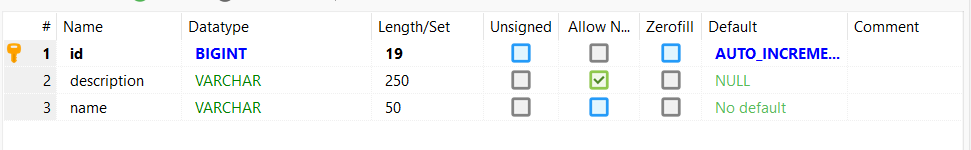 # Name Datatype Length/Set Unsigned Allow N... Zerofill Default Comment
1 id BIGINT 19 AUTO_INCREME...
2 description VARCHAR 250 NULL
3 name VARCHAR 50 No default